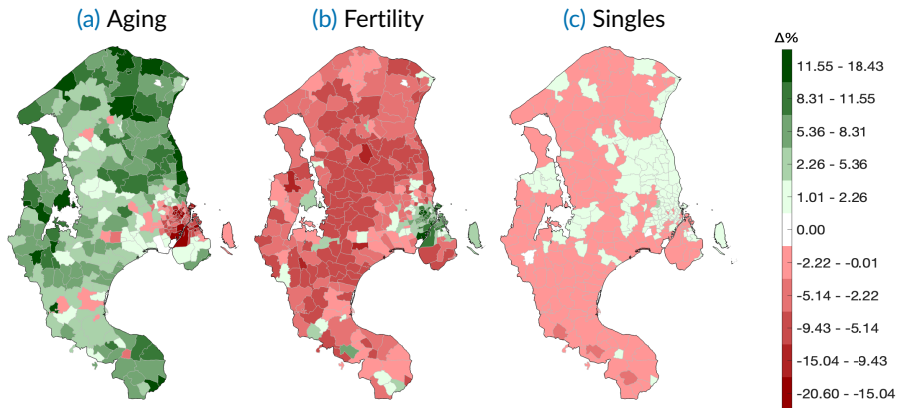 (a) Aging
(b) Fertility
(c) Singles
Δ%
11.55 - 18.43
8.31 - 11.55
5.36 - 8.31
2.26 - 5.36
1.01 - 2.26
0.00
-2.22 - -0.01
-5.14 - -2.22
-9.43 - -5.14
-15.04 - -9.43
-20.60 - -15.04